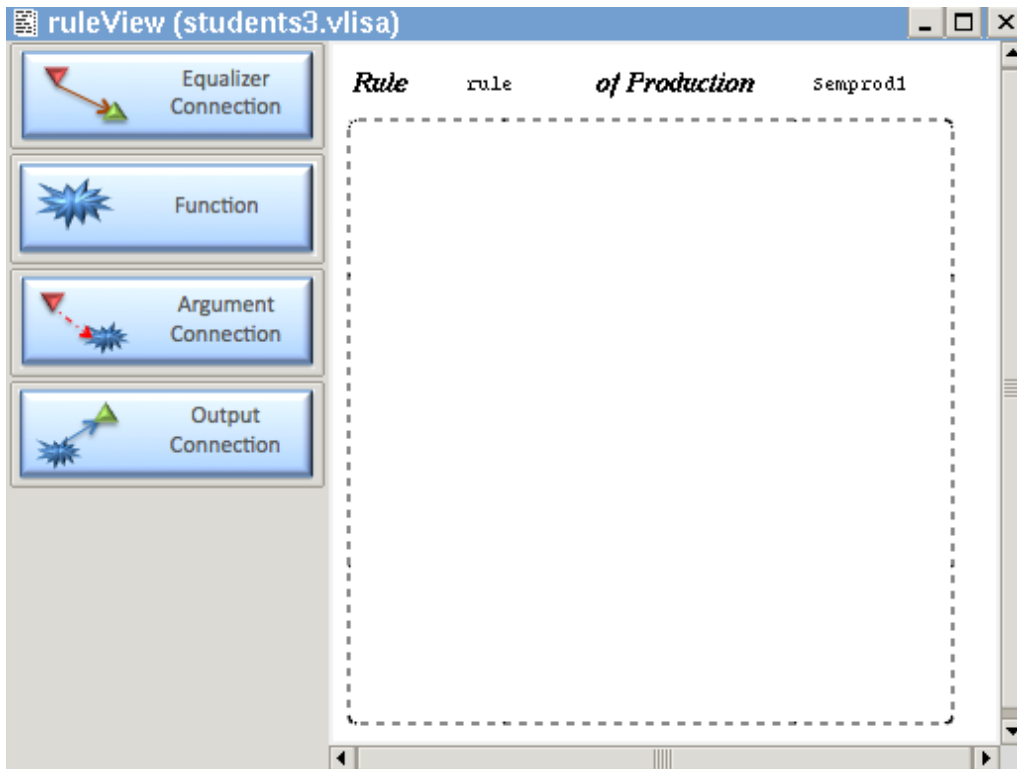 ruleView (students3.vlisa)
Equalizer
Connection
Function
Argument
Connection
Output
Connection
Rule rule of Production Semprod1